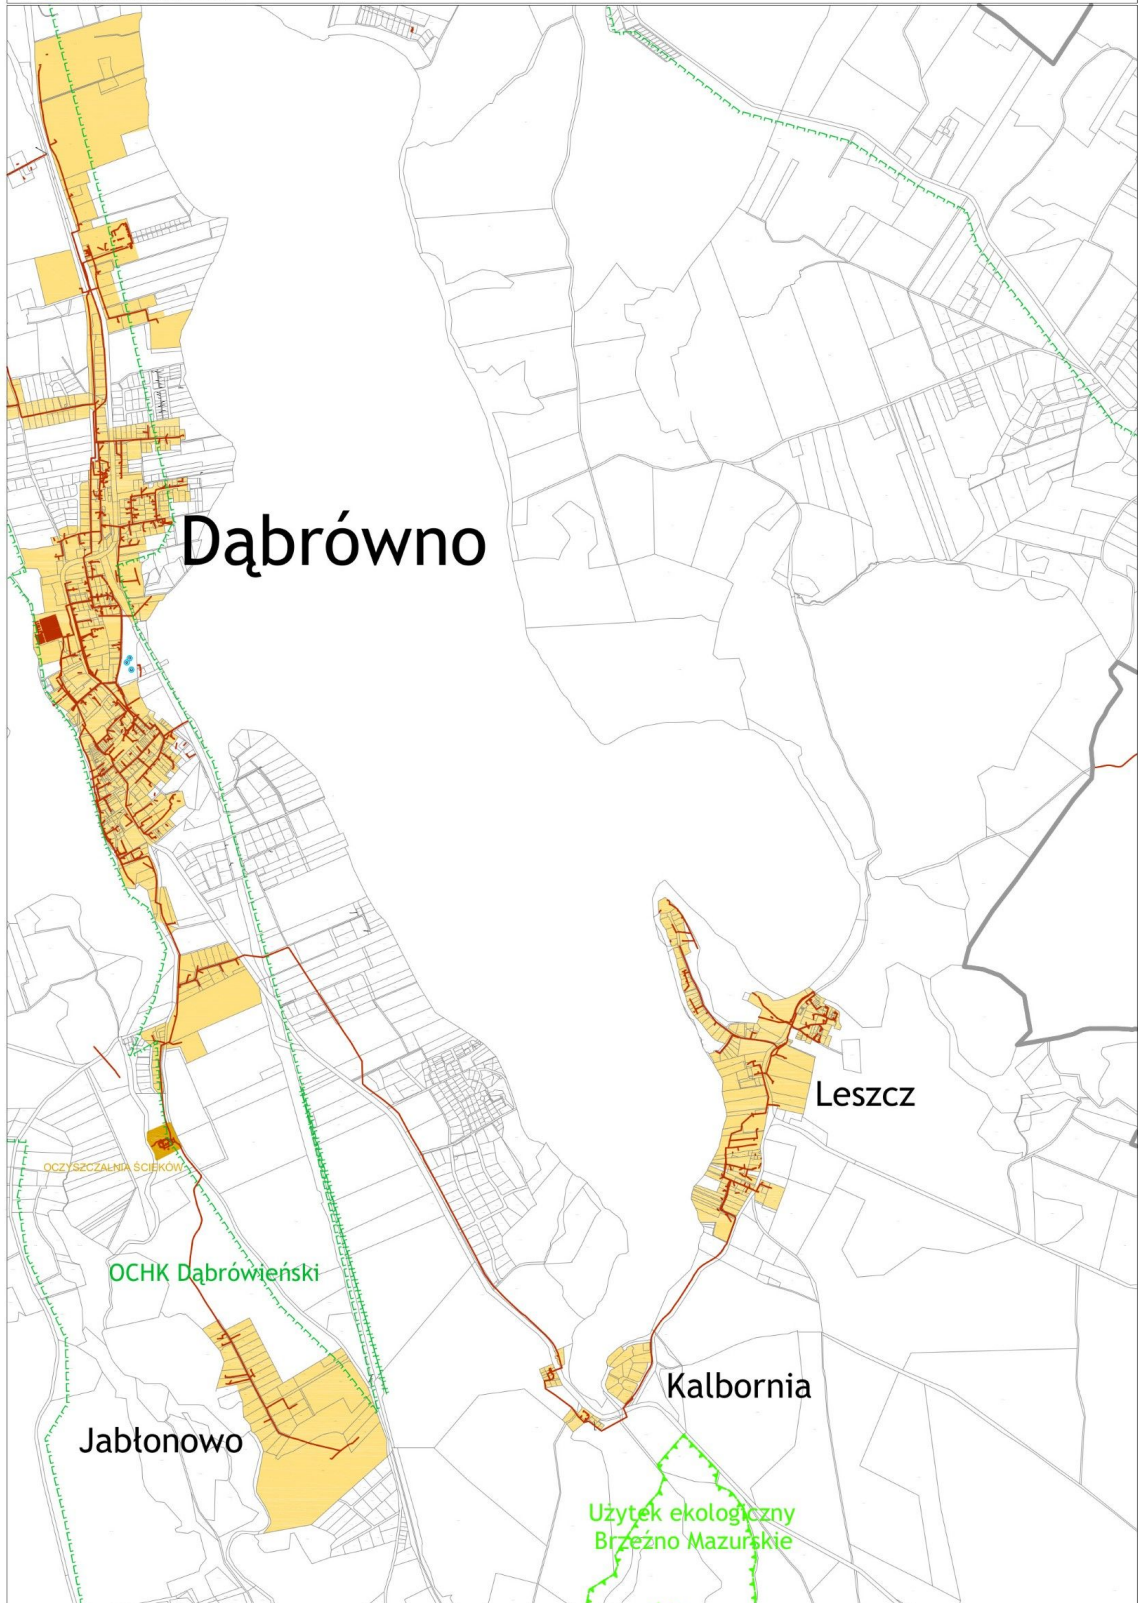 Dąbrówno
Leszcz
OCZYSZCZALNIA ŚCIEKÓW
OCHK Dąbrówieński
Kalbornia
Jabłonowo
Użytek ekologiczny
Brzeźno Mazurskie